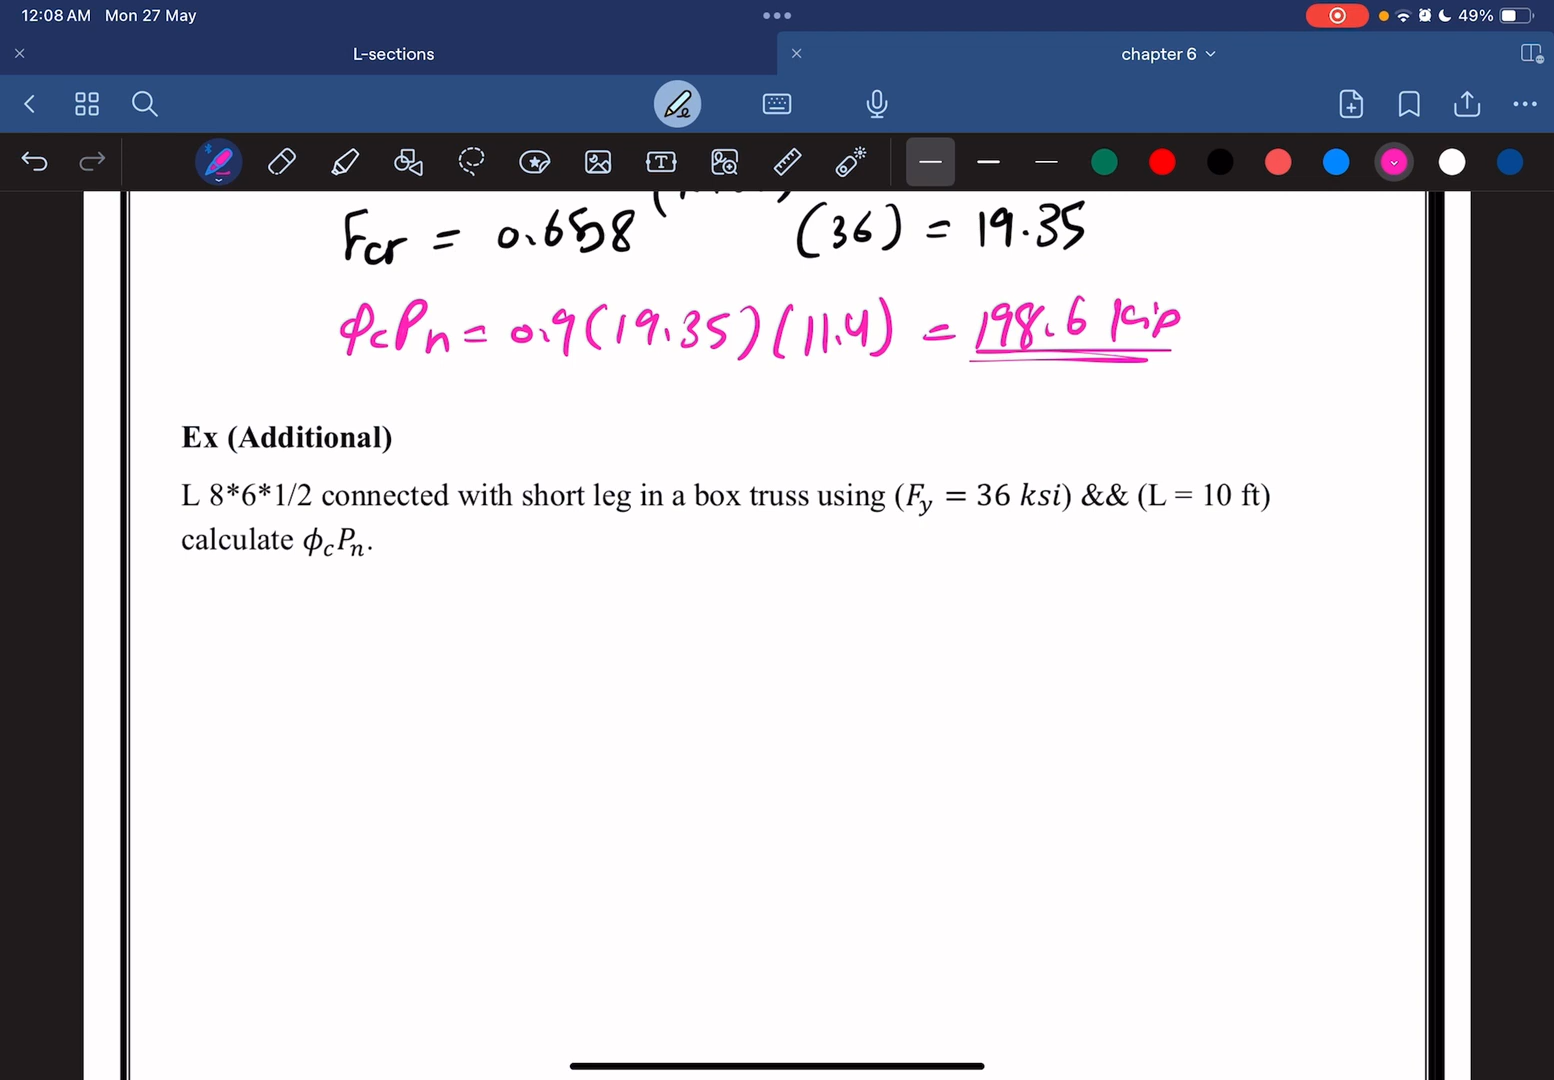 12:08 AM Mon 27 May
49%
L-sections
chapter 6
Fcr = 0.658 (36) = 19.35
ϕcPn = 0.9(19.35)(11.4) = 198.6 kip
Ex (Additional)
L 8*6*1/2 connected with short leg in a box truss using (F_y = 36 ksi) && (L = 10 ft)
calculate ϕ_cP_n.